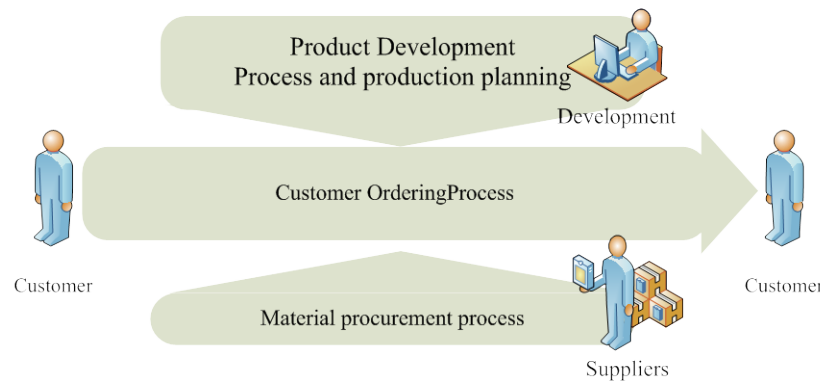 Product Development
Process and production planning
Development
Customer OrderingProcess
Customer
Customer
Material procurement process
Suppliers